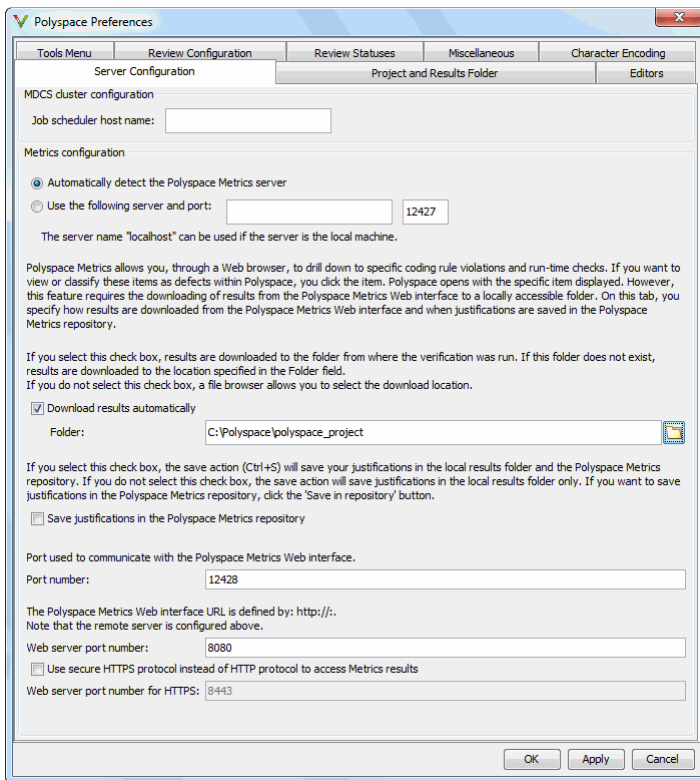 Polyspace Preferences
Tools Menu Review Configuration Review Statuses Miscellaneous Character Encoding
Server Configuration Project and Results Folder Editors
MDCS cluster configuration
Job scheduler host name:
Metrics configuration
Automatically detect the Polyspace Metrics server
Use the following server and port: 12427
The server name "localhost" can be used if the server is the local machine.
Polyspace Metrics allows you, through a Web browser, to drill down to specific coding rule violations and run-time checks. If you want to
view or classify these items as defects within Polyspace, you click the item. Polyspace opens with the specific item displayed. However,
this feature requires the downloading of results from the Polyspace Metrics Web interface to a locally accessible folder. On this tab, you
specify how results are downloaded from the Polyspace Metrics Web interface and when justifications are saved in the Polyspace
Metrics repository.
If you select this check box, results are downloaded to the folder from where the verification was run. If this folder does not exist,
results are downloaded to the location specified in the Folder field.
If you do not select this check box, a file browser allows you to select the download location.
Download results automatically
Folder: C:\Polyspace\polyspace_project
If you select this check box, the save action (Ctrl+S) will save your justifications in the local results folder and the Polyspace Metrics
repository. If you do not select this check box, the save action will save justifications in the local results folder only. If you want to save
justifications in the Polyspace Metrics repository, click the 'Save in repository' button.
Save justifications in the Polyspace Metrics repository
Port used to communicate with the Polyspace Metrics Web interface.
Port number: 12428
The Polyspace Metrics Web interface URL is defined by: http://:.
Note that the remote server is configured above.
Web server port number: 8080
Use secure HTTPS protocol instead of HTTP protocol to access Metrics results
Web server port number for HTTPS: 8443
OK Apply Cancel